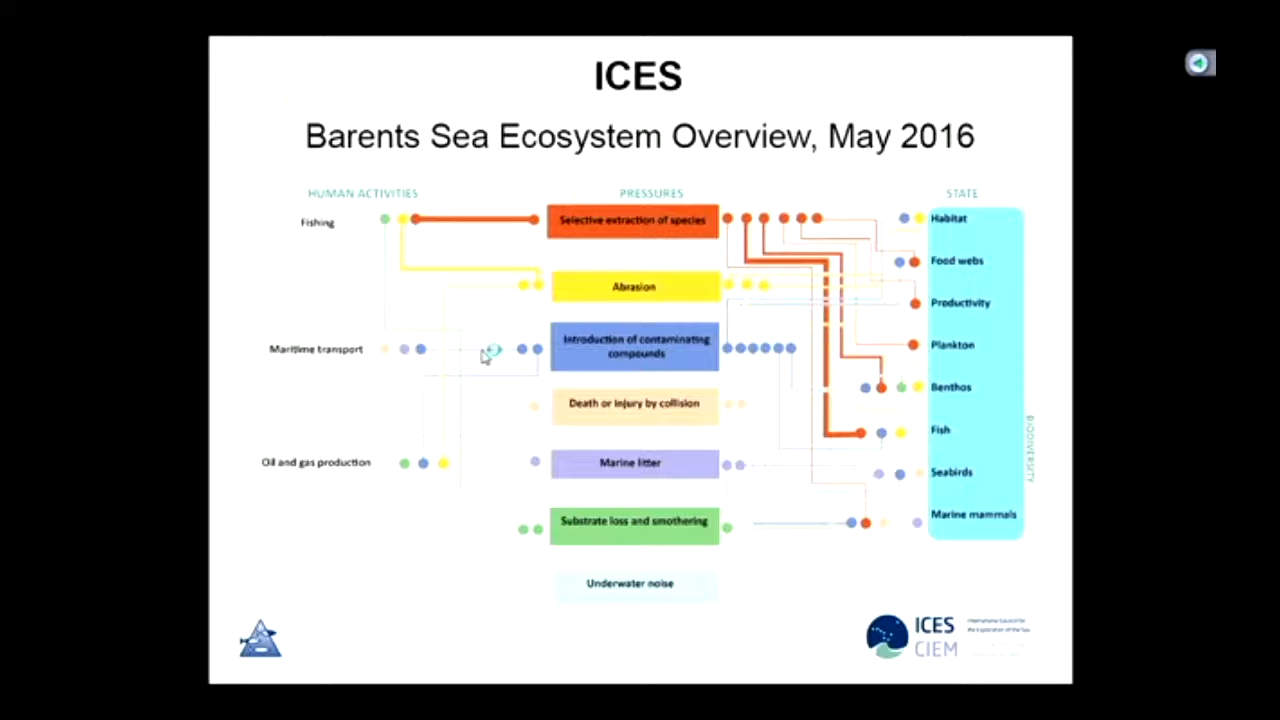 ICES
Barents Sea Ecosystem Overview, May 2016
HUMAN ACTIVITIES
PRESSURES
STATE
Fishing
Selective extraction of species
Habitat
Food webs
Abrasion
Productivity
Maritime transport
Introduction of contaminating
compounds
Plankton
Benthos
Death or injury by collision
Fish
BIODIVERSITY
Oil and gas production
Marine litter
Seabirds
Substrate loss and smothering
Marine mammals
Underwater noise
ICES
CIEM
International Council for
the Exploration of the Sea